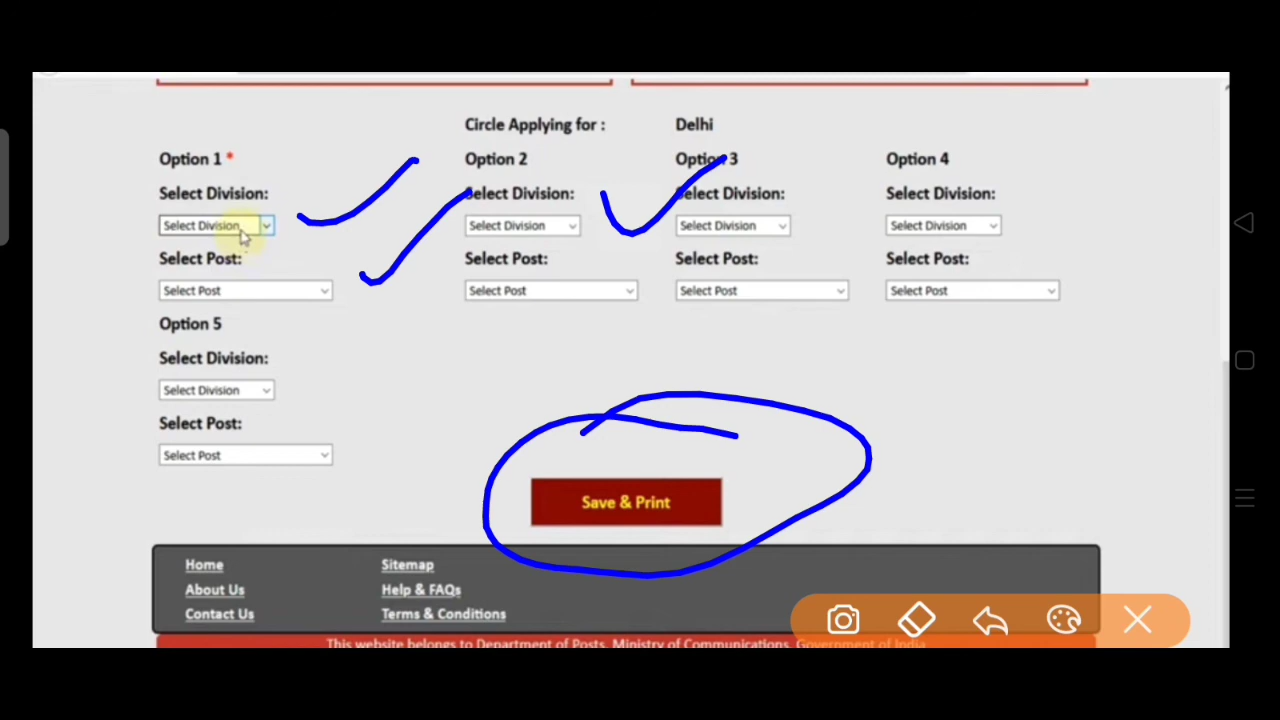 Circle Applying for : Delhi
Option 1 * Option 2 Option 3 Option 4
Select Division: Select Division: Select Division: Select Division:
Select Division Select Division Select Division Select Division
Select Post: Select Post: Select Post: Select Post:
Select Post Select Post Select Post Select Post
Option 5
Select Division:
Select Division
Select Post:
Select Post
Save & Print
Home Sitemap
About Us Help & FAQs
Contact Us Terms & Conditions
This website belongs to Department of Posts, Ministry of Communications, Government of India